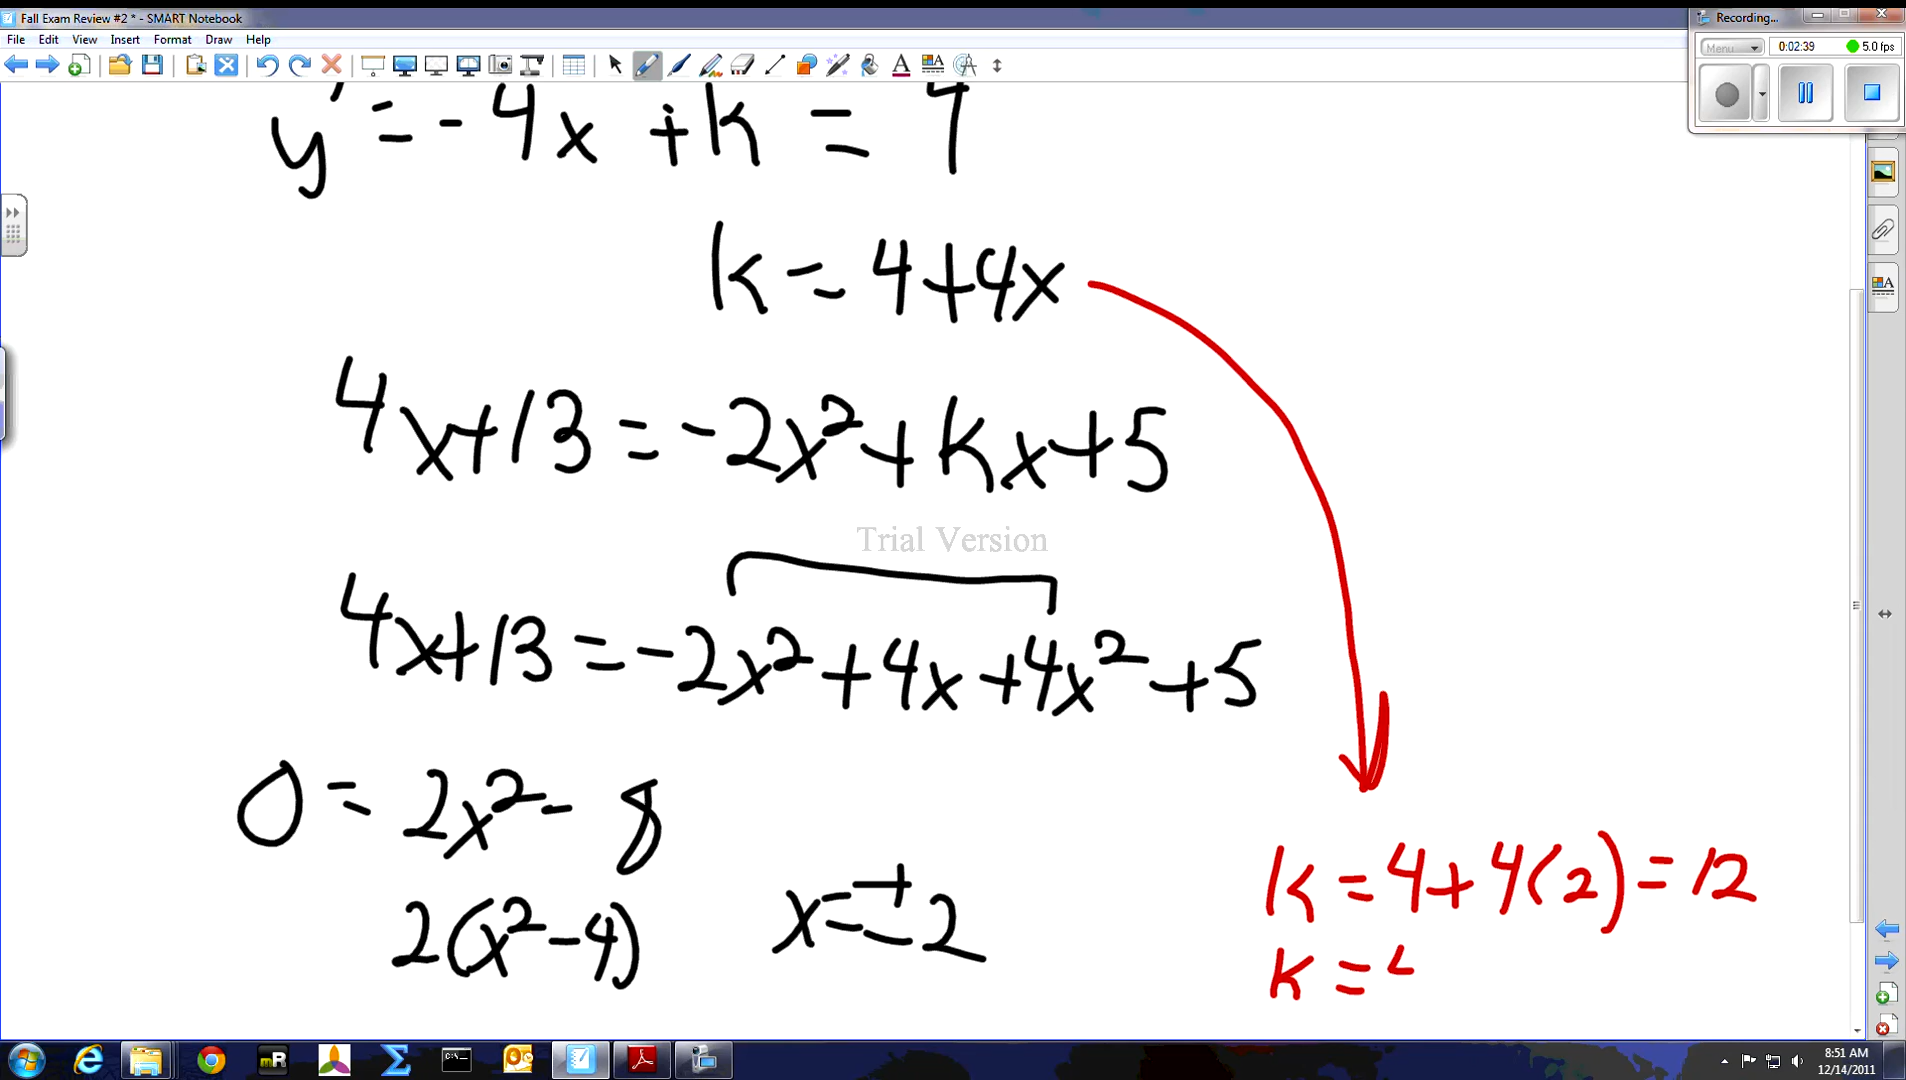 Fall Exam Review #2 * - SMART Notebook
Recording...
File Edit View Insert Format Draw Help
Menu
0:02:39
5.0 fps
y' = -4x + k = 4
k = 4 + 4x
4x + 13 = -2x² + kx + 5
Trial Version
4x + 13 = -2x² + 4x + 4x² + 5
0 = 2x² - 8
2(x² - 4)
x = ±2
k = 4 + 4(2) = 12
k =
mR
C:\_
8:51 AM
12/14/2011